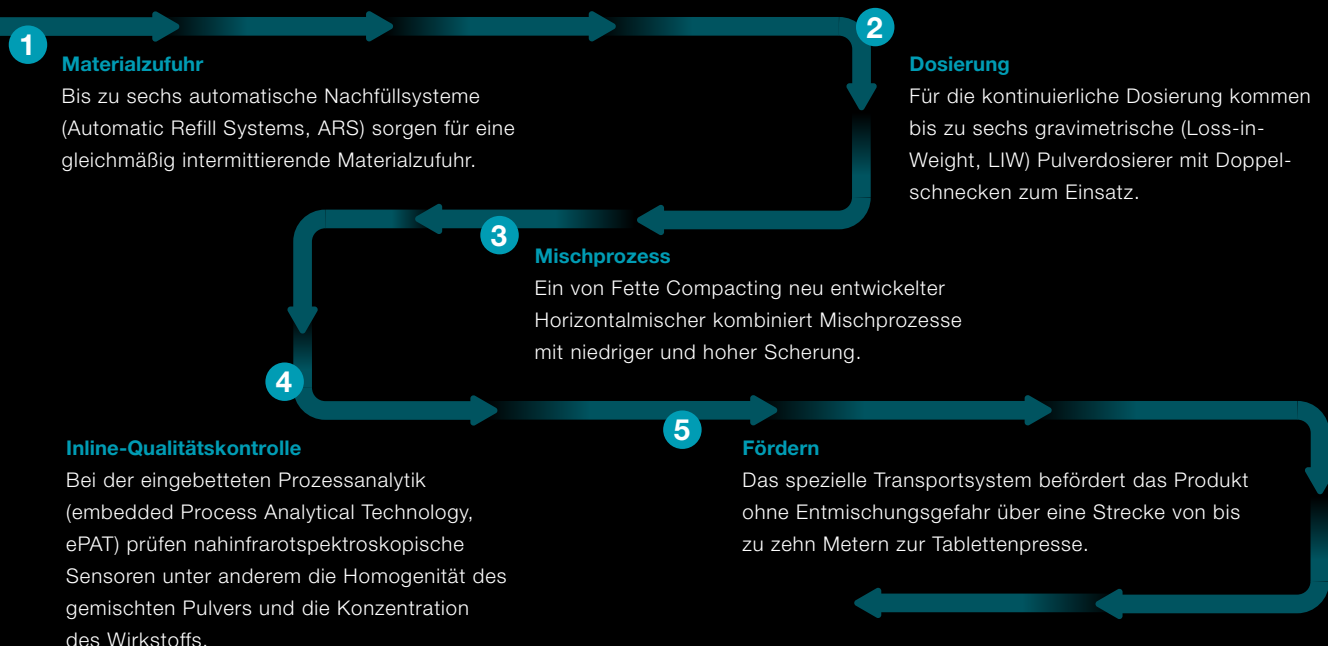 1
Materialzufuhr
Bis zu sechs automatische Nachfüllsysteme
(Automatic Refill Systems, ARS) sorgen für eine
gleichmäßig intermittierende Materialzufuhr.
2
Dosierung
Für die kontinuierliche Dosierung kommen
bis zu sechs gravimetrische (Loss-in-
Weight, LIW) Pulverdosierer mit Doppel-
schnecken zum Einsatz.
3
Mischprozess
Ein von Fette Compacting neu entwickelter
Horizontalmischer kombiniert Mischprozesse
mit niedriger und hoher Scherung.
4
Inline-Qualitätskontrolle
Bei der eingebetteten Prozessanalytik
(embedded Process Analytical Technology,
ePAT) prüfen nahinfrarotspektroskopische
Sensoren unter anderem die Homogenität des
gemischten Pulvers und die Konzentration
des Wirkstoffs.
5
Fördern
Das spezielle Transportsystem befördert das Produkt
ohne Entmischungsgefahr über eine Strecke von bis
zu zehn Metern zur Tablettenpresse.